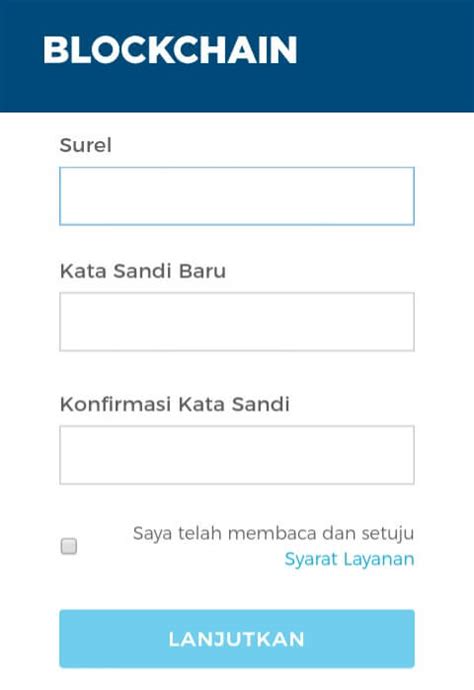 BLOCKCHAIN
Surel
Kata Sandi Baru
Konfirmasi Kata Sandi
Saya telah membaca dan setuju
Syarat Layanan
LANJUTKAN